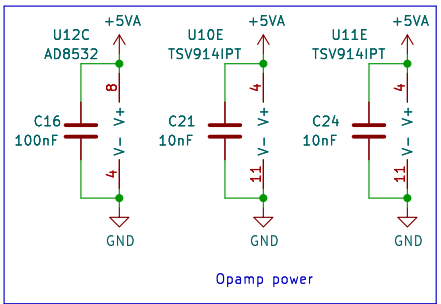 +5VA +5VA +5VA
U12C U10E U11E
AD8532 TSV914IPT TSV914IPT
8 4 4
V+ V+ V+
C16 C21 C24
100nF 10nF 10nF
V- V- V-
4 11 11
GND GND GND
Opamp power